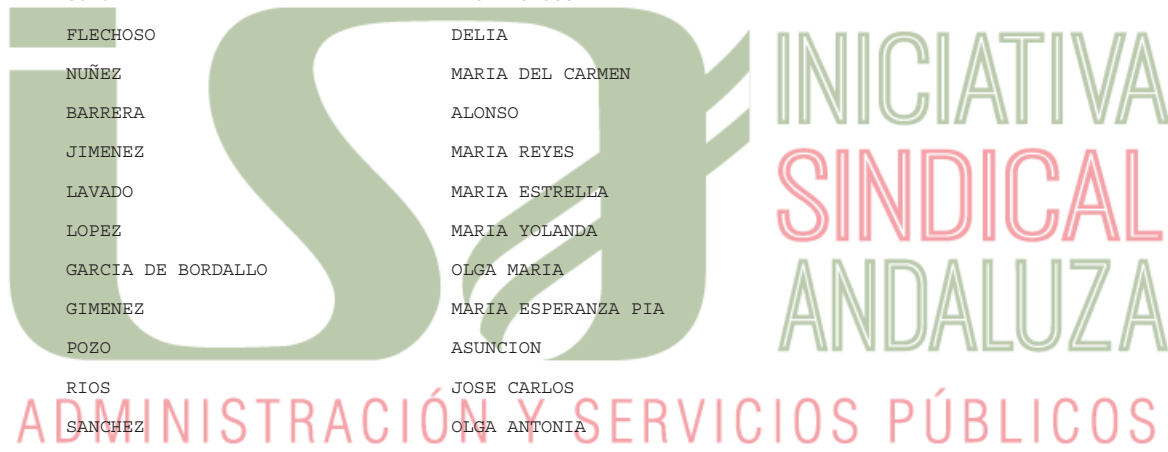 FLECHOSO DELIA
NUÑEZ MARIA DEL CARMEN
BARRERA ALONSO
JIMENEZ MARIA REYES
LAVADO MARIA ESTRELLA
LOPEZ MARIA YOLANDA
GARCIA DE BORDALLO OLGA MARIA
GIMENEZ MARIA ESPERANZA PIA
POZO ASUNCION
RIOS JOSE CARLOS
SANCHEZ OLGA ANTONIA
isa
INICIATIVA
SINDICAL
ANDALUZA
ADMINISTRACIÓN Y SERVICIOS PÚBLICOS